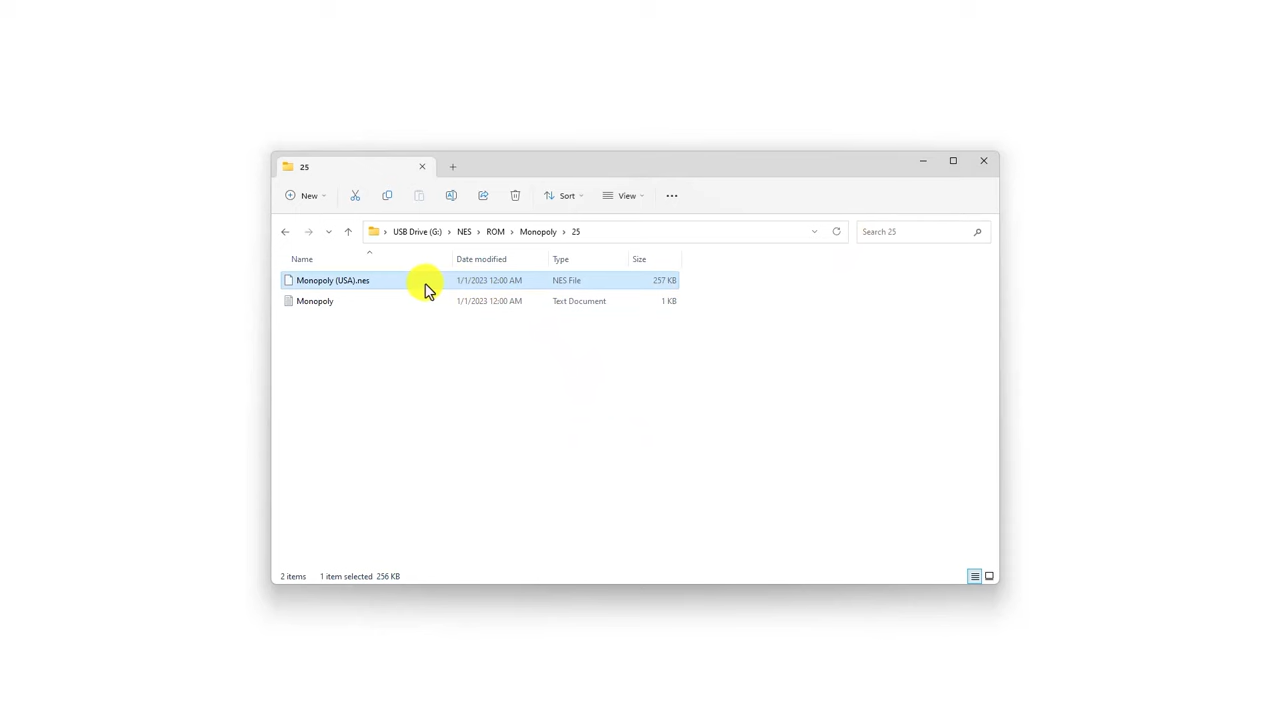 25
New
Sort
View
USB Drive (G:) > NES > ROM > Monopoly > 25
Search 25
Name Date modified Type Size
Monopoly (USA).nes 1/1/2023 12:00 AM NES File 257 KB
Monopoly 1/1/2023 12:00 AM Text Document 1 KB
2 items 1 item selected 256 KB